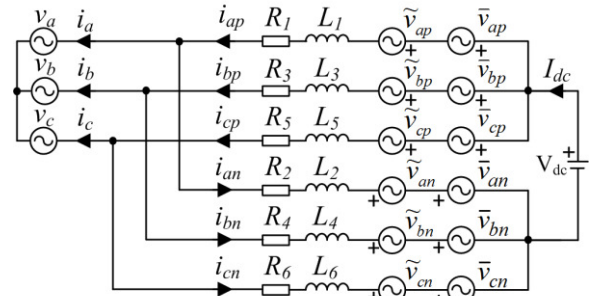 v_a i_a i_ap R_1 L_1 ṽ_ap + v̄_ap +
v_b i_b i_bp R_3 L_3 ṽ_bp + v̄_bp + I_dc
v_c i_c i_cp R_5 L_5 ṽ_cp + v̄_cp +
V_dc +
i_an R_2 L_2 + ṽ_an + v̄_an
i_bn R_4 L_4 + ṽ_bn + v̄_bn
i_cn R_6 L_6 + ṽ_cn + v̄_cn